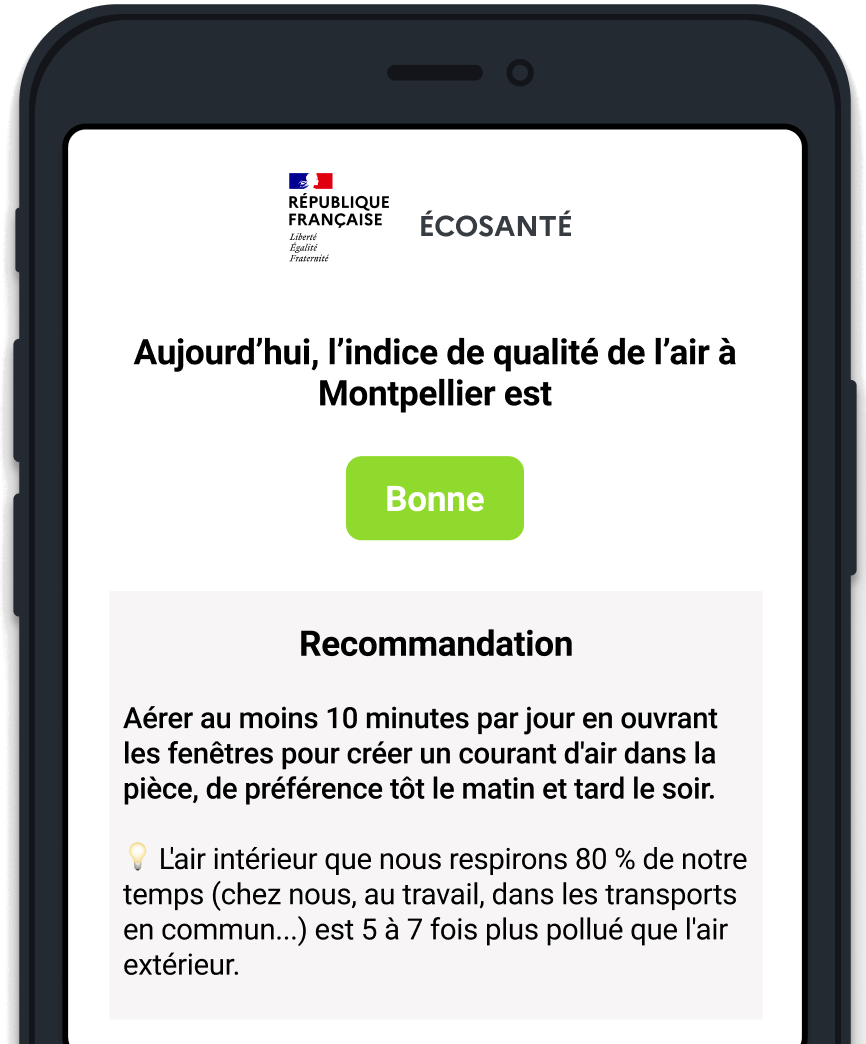 RÉPUBLIQUE
FRANÇAISE
Liberté
Égalité
Fraternité
ÉCOSANTÉ
Aujourd’hui, l’indice de qualité de l’air à
Montpellier est
Bonne
Recommandation
Aérer au moins 10 minutes par jour en ouvrant
les fenêtres pour créer un courant d'air dans la
pièce, de préférence tôt le matin et tard le soir.
💡 L'air intérieur que nous respirons 80 % de notre
temps (chez nous, au travail, dans les transports
en commun...) est 5 à 7 fois plus pollué que l'air
extérieur.